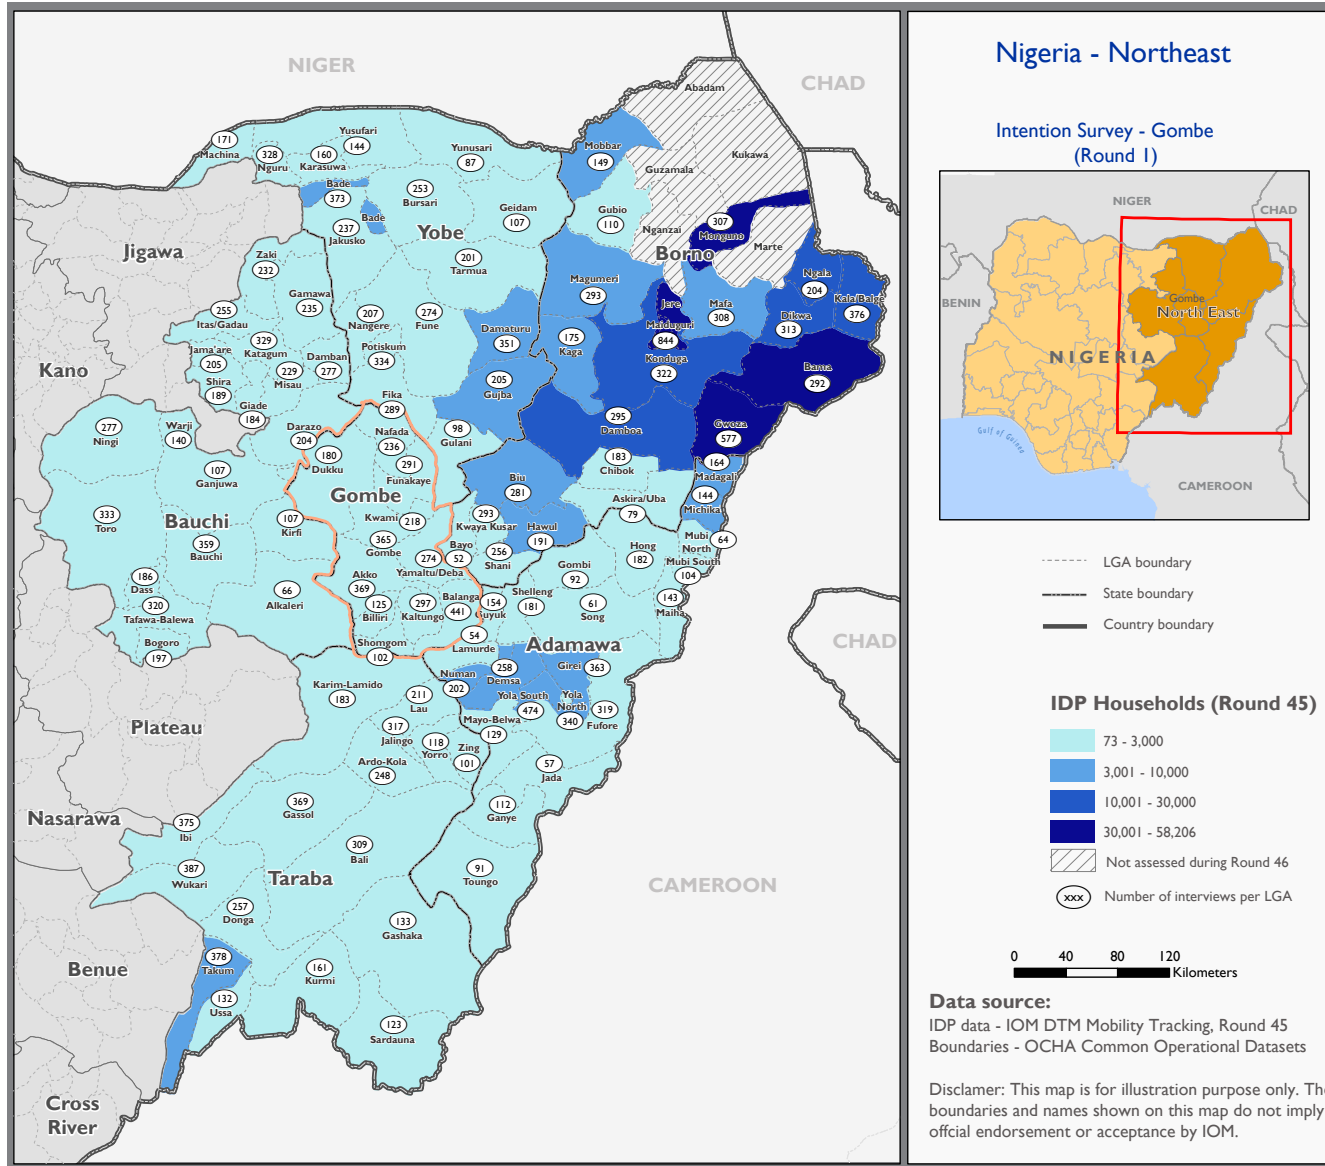 NIGER
CHAD
Abadam
171
Machina
328
Nguru
160
Karasuwa
Yusufari
144
Yunusari
87
Mobbar
149
Kukawa
Guzamala
Bade
373
253
Bursari
Geidam
107
Gubio
110
Bade
237
Jakusko
Yobe
Nganzai
307
Monguno
Marte
Borno
Jigawa
Zaki
232
201
Tarmua
Gamawa
235
Magumeri
293
Ngala
204
Kala/Balge
376
255
Itas/Gadau
207
Nangere
274
Fune
Jere
Mafa
308
Dikwa
313
Damaturu
351
175
Kaga
Maiduguri
844
329
Katagum
Potiskum
334
Konduga
322
Jama'are
205
Damban
277
229
Misau
Bama
292
Kano
Shira
189
205
Gujba
Fika
289
Giade
184
295
Damboa
Gwoza
577
277
Ningi
Warji
140
Darazo
204
98
Gulani
Nafada
236
180
Dukku
291
Funakaye
183
Chibok
164
Madagali
107
Ganjuwa
Biu
281
144
Michika
Gombe
Askira/Uba
79
333
Toro
Bauchi
107
Kirfi
Kwami
218
293
Kwaya Kusar
Hawul
191
359
Bauchi
365
Gombe
Mubi
North
64
Hong
182
274
Yamaltu/Deba
Bayo
52
256
Shani
Mubi South
104
186
Dass
Gombi
92
66
Alkaleri
Akko
369
Shelleng
181
143
Maiha
320
Tafawa-Balewa
125
Billiri
297
Kaltungo
Balanga
441
154
Guyuk
61
Song
Bogoro
197
Shomgom
102
54
Lamurde
Adamawa
Karim-Lamido
183
Numan
202
258
Demsa
Girei
363
211
Lau
Yola South
474
Yola
North
340
319
Fufore
Plateau
317
Jalingo
Mayo-Belwa
129
118
Yorro
Zing
101
Ardo-Kola
248
57
Jada
369
Gassol
112
Ganye
Nasarawa
375
Ibi
309
Bali
387
Wukari
Taraba
91
Toungo
CAMEROON
CHAD
257
Donga
133
Gashaka
Benue
378
Takum
161
Kurmi
132
Ussa
123
Sardauna
Cross
River
Nigeria - Northeast
Intention Survey - Gombe
(Round 1)
NIGER
CHAD
BENIN
Gombe
North East
NIGERIA
Gulf of Guinea
CAMEROON
LGA boundary
State boundary
Country boundary
IDP Households (Round 45)
73 - 3,000
3,001 - 10,000
10,001 - 30,000
30,001 - 58,206
Not assessed during Round 46
xxx Number of interviews per LGA
0 40 80 120
Kilometers
Data source:
IDP data - IOM DTM Mobility Tracking, Round 45
Boundaries - OCHA Common Operational Datasets
Disclamer: This map is for illustration purpose only. The
boundaries and names shown on this map do not imply
offcial endorsement or acceptance by IOM.